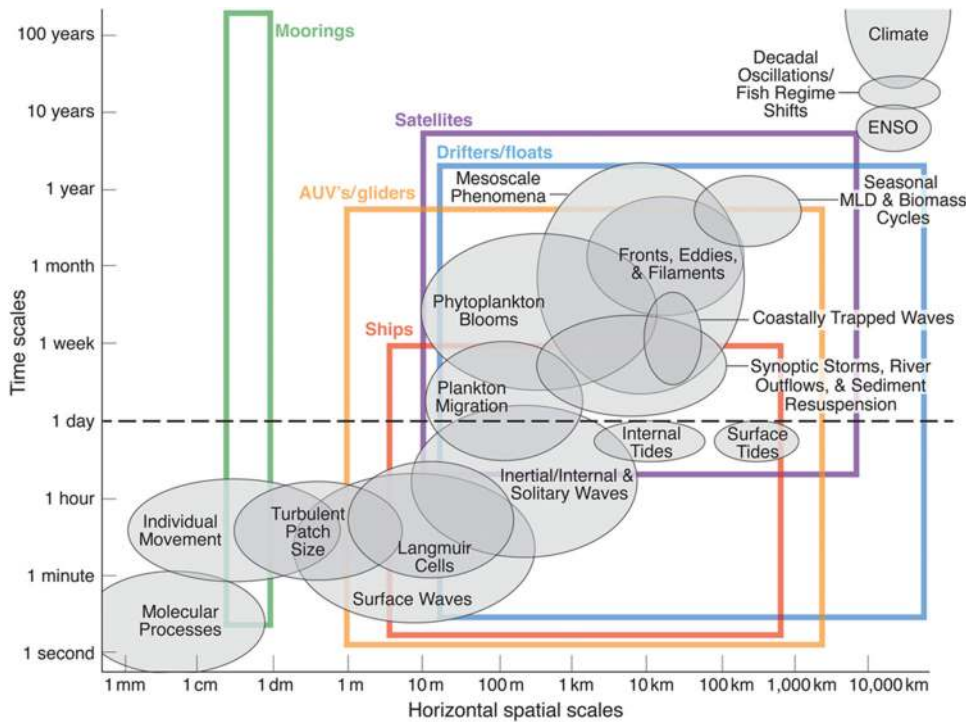 100 years
10 years
1 year
1 month
1 week
1 day
1 hour
1 minute
1 second
Time scales
Moorings
Climate
Decadal
Oscillations/
Fish Regime
Shifts
ENSO
Satellites
Drifters/floats
AUV's/gliders
Mesoscale
Phenomena
Seasonal
MLD & Biomass
Cycles
Fronts, Eddies,
& Filaments
Phytoplankton
Blooms
Coastally Trapped Waves
Ships
Synoptic Storms, River
Outflows, & Sediment
Resuspension
Plankton
Migration
Internal
Tides
Surface
Tides
Inertial/Internal &
Solitary Waves
Individual
Movement
Turbulent
Patch
Size
Langmuir
Cells
Surface Waves
Molecular
Processes
1 mm
1 cm
1 dm
1 m
10 m
100 m
1 km
10 km
100 km
1,000 km
10,000 km
Horizontal spatial scales